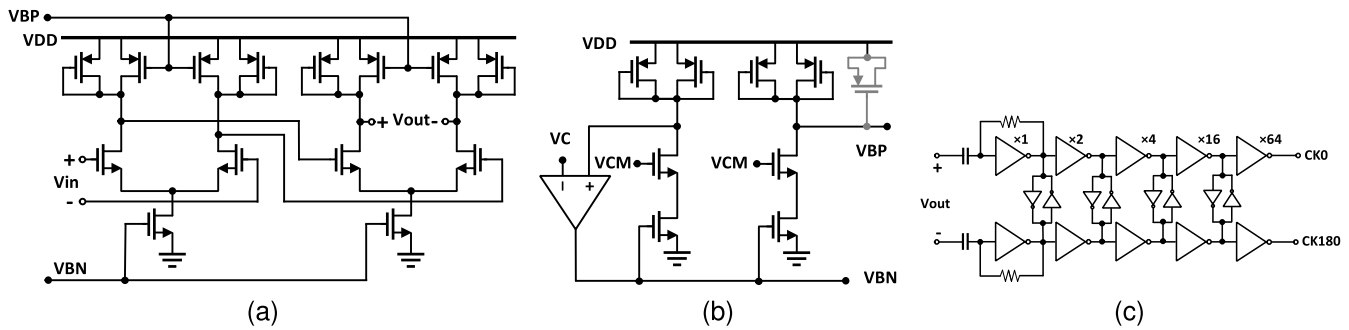 VBP
VDD
+ Vout -
+
Vin
-
VBN
(a)
VDD
VC
- +
VCM
VCM
VBP
VBN
(b)
×1 ×2 ×4 ×16 ×64
+
CK0
Vout
-
CK180
(c)